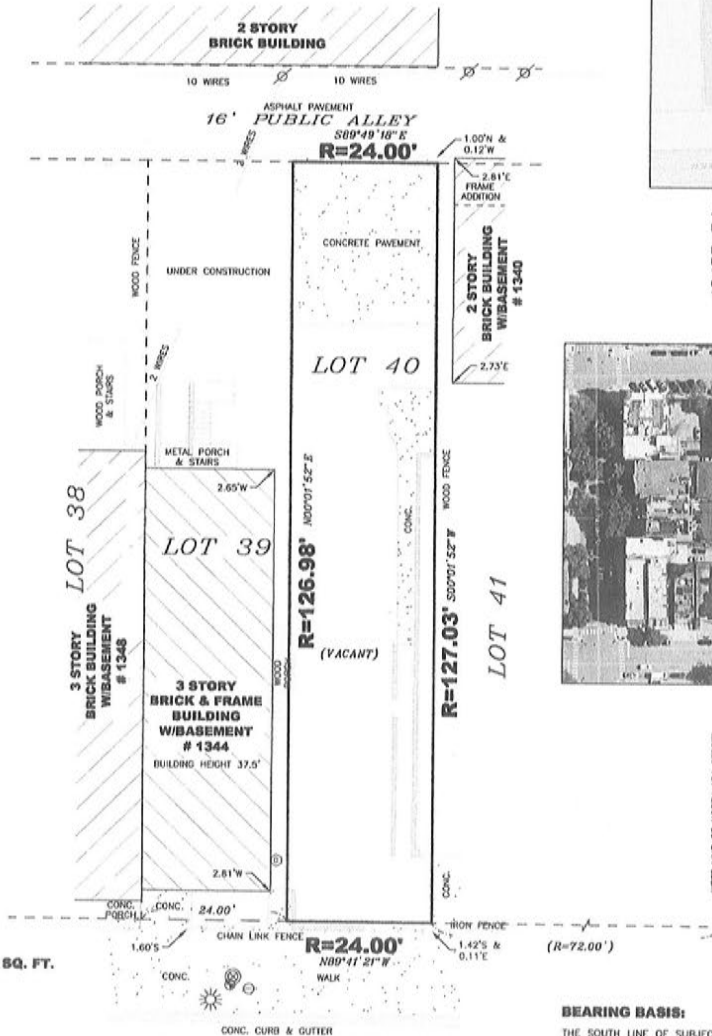 2 STORY
BRICK BUILDING
10 WIRES
10 WIRES
ASPHALT PAVEMENT
16' PUBLIC ALLEY
S89°49'18"E
R=24.00'
2 WIRES
1.00'N &
0.12'W
2.81'E
FRAME
ADDITION
WOOD FENCE
UNDER CONSTRUCTION
CONCRETE PAVEMENT
2 STORY
BRICK BUILDING
W/BASEMENT
# 1340
LOT 40
2.73'E
2 WIRES
WOOD PORCH
& STAIRS
METAL PORCH
& STAIRS
2.65'W
LOT 38
LOT 39
R=126.98' N00°01'52"E
CONC.
WOOD FENCE
R=127.03' S00°01'52"W
LOT 41
(VACANT)
3 STORY
BRICK BUILDING
W/BASEMENT
# 1348
3 STORY
BRICK & FRAME
BUILDING
W/BASEMENT
# 1344
BUILDING HEIGHT 37.5'
WOOD
PORCH
2.81'W
CONC.
CONC.
PORCH
CONC.
24.00'
IRON FENCE
1.60'S
CHAIN LINK FENCE
R=24.00'
N89°41'21"W
1.42'S &
0.11'E
(R=72.00')
SQ. FT.
CONC.
WALK
CONC. CURB & GUTTER
BEARING BASIS:
THE SOUTH LINE OF SUBJEC